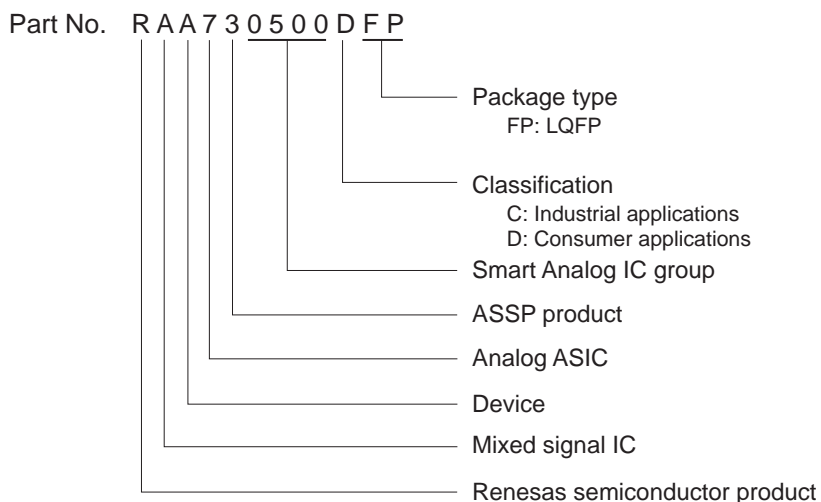 Part No. R A A 7 3 0 5 0 0 D F P
Package type
FP: LQFP
Classification
C: Industrial applications
D: Consumer applications
Smart Analog IC group
ASSP product
Analog ASIC
Device
Mixed signal IC
Renesas semiconductor product